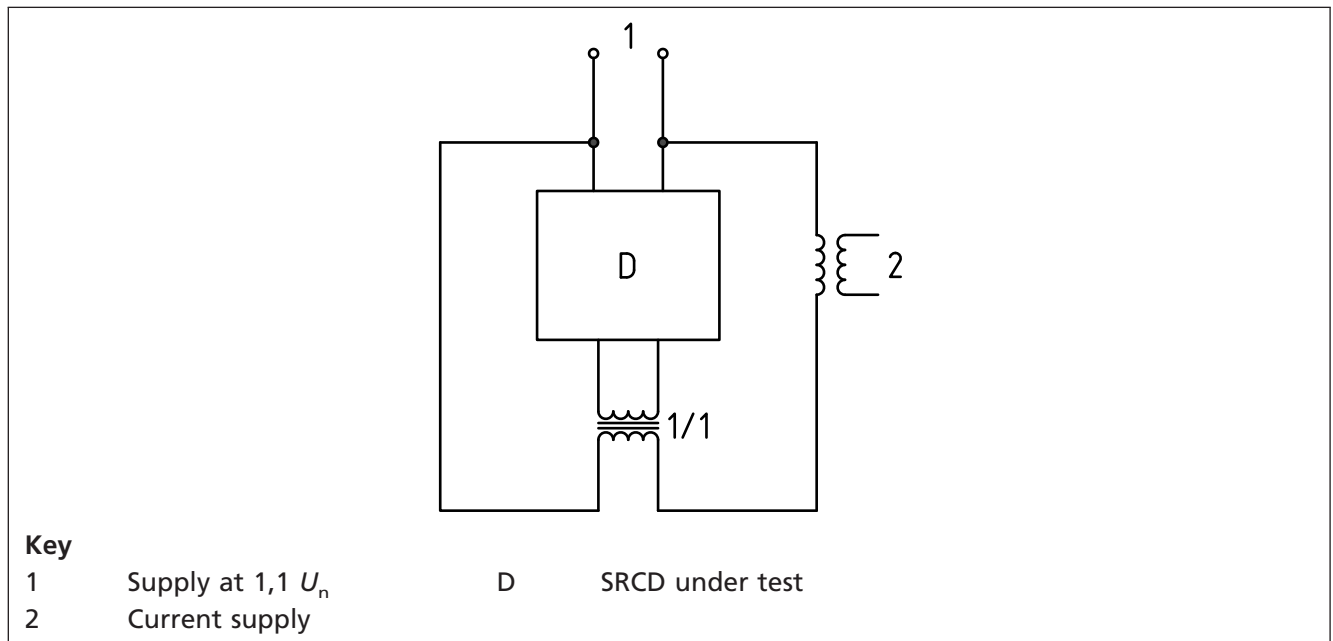 1
D
2
1/1
Key
1 Supply at 1,1 Uₙ D SRCD under test
2 Current supply